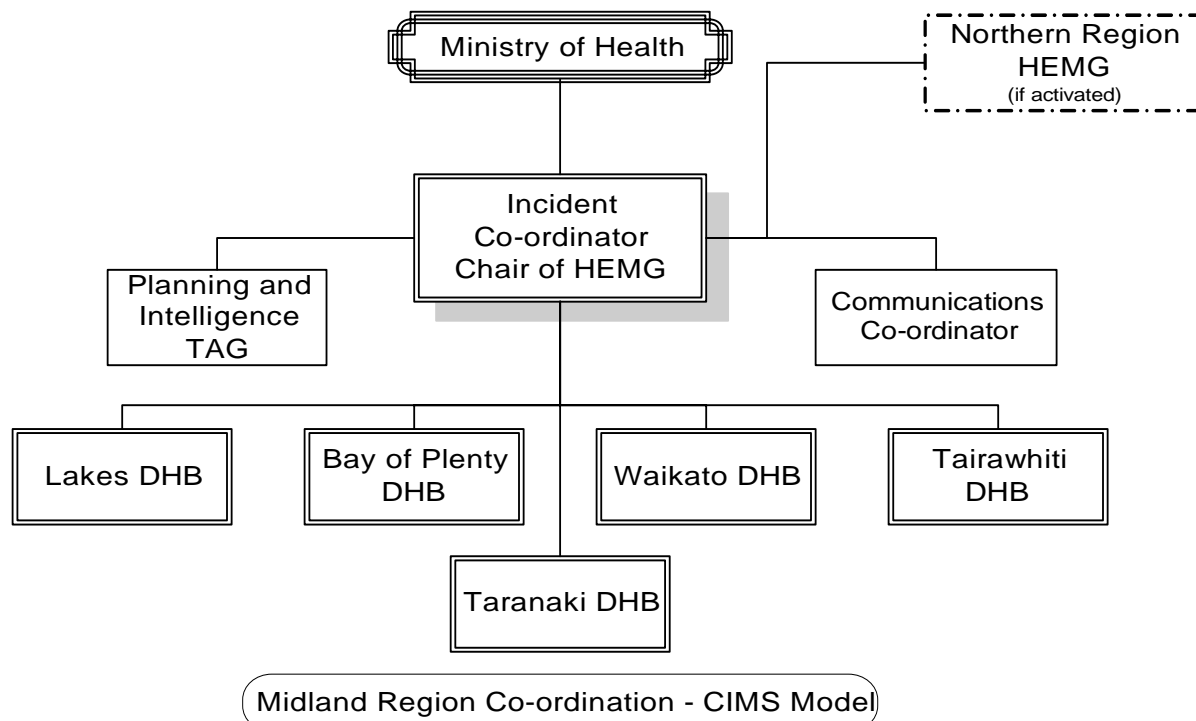 Ministry of Health
Northern Region
HEMG
(if activated)
Incident
Co-ordinator
Chair of HEMG
Planning and
Intelligence
TAG
Communications
Co-ordinator
Lakes DHB
Bay of Plenty
DHB
Waikato DHB
Tairawhiti
DHB
Taranaki DHB
Midland Region Co-ordination - CIMS Model